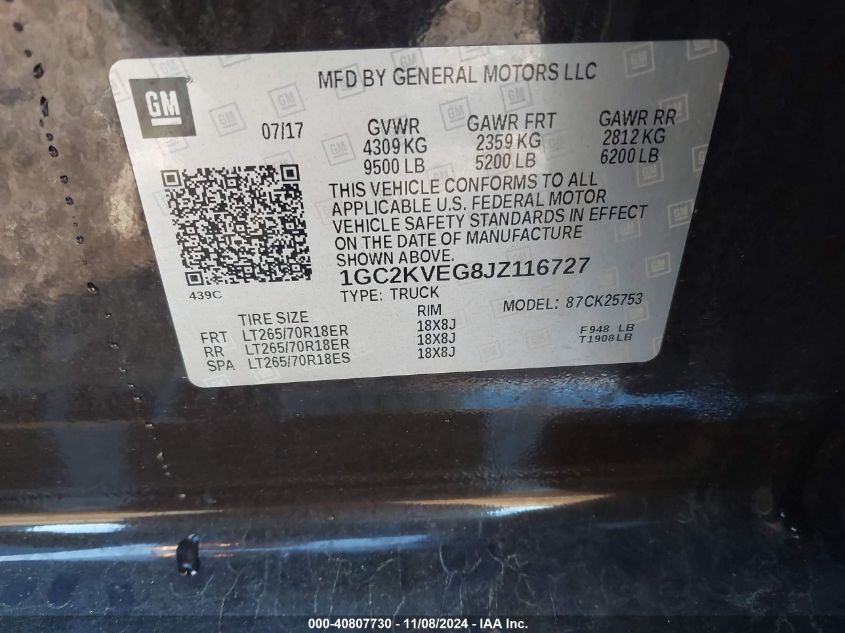 GM
MFD BY GENERAL MOTORS LLC
07/17
GVWR
4309 KG
9500 LB
GAWR FRT
2359 KG
5200 LB
GAWR RR
2812 KG
6200 LB
THIS VEHICLE CONFORMS TO ALL
APPLICABLE U.S. FEDERAL MOTOR
VEHICLE SAFETY STANDARDS IN EFFECT
ON THE DATE OF MANUFACTURE
SHOWN ABOVE.
439C
1GC2KVEG8JZ116727
TYPE: TRUCK MODEL: 87CK25753
TIRE SIZE RIM
FRT LT265/70R18ER 18X8J
RR LT265/70R18ER 18X8J
SPA LT265/70R18ES 18X8J
F948 LB
T1908LB
000-40807730 - 11/08/2024 - IAA Inc.